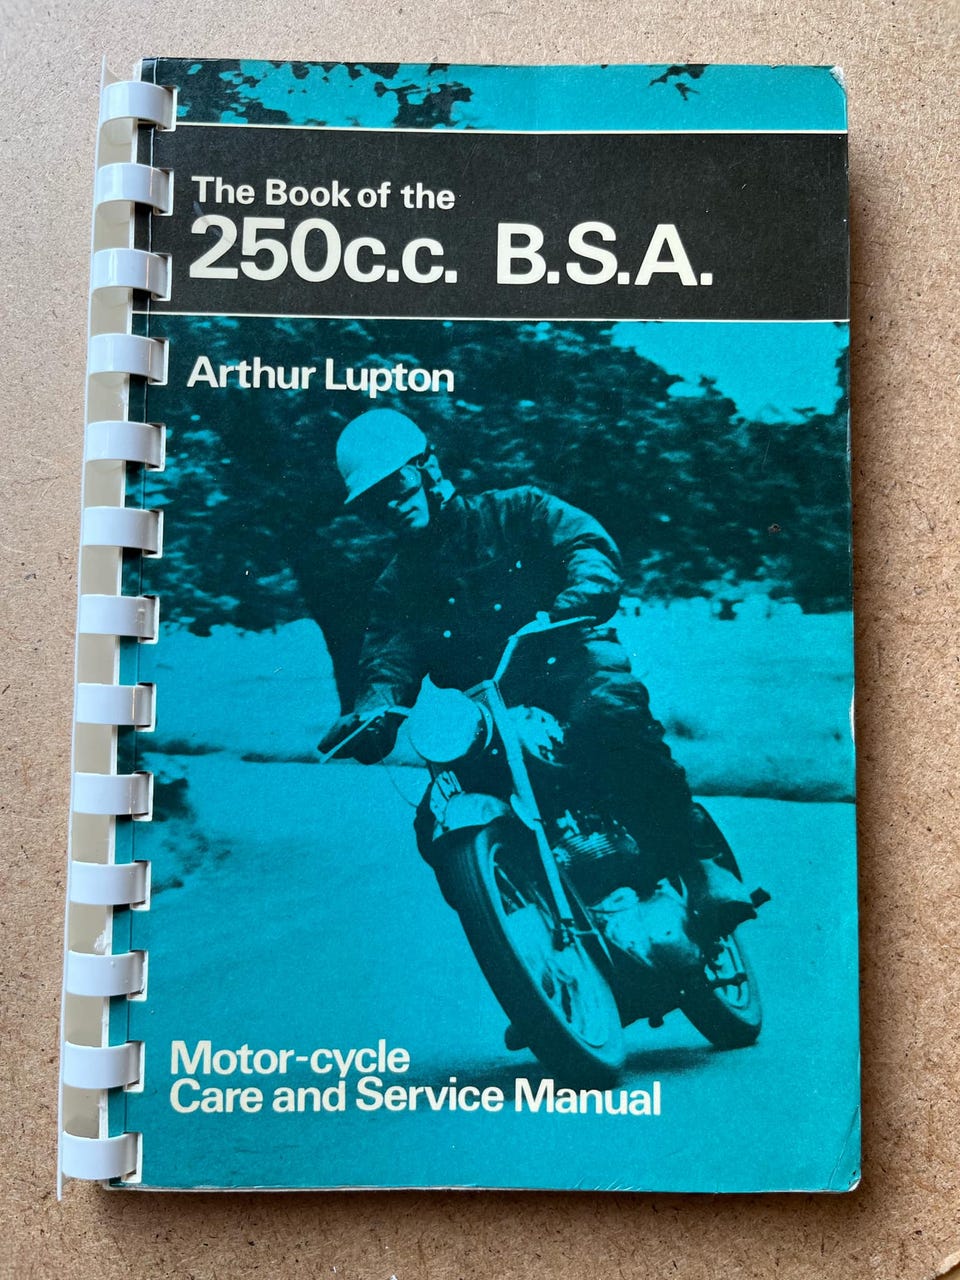 The Book of the
250c.c. B.S.A.
Arthur Lupton
Motor-cycle
Care and Service Manual